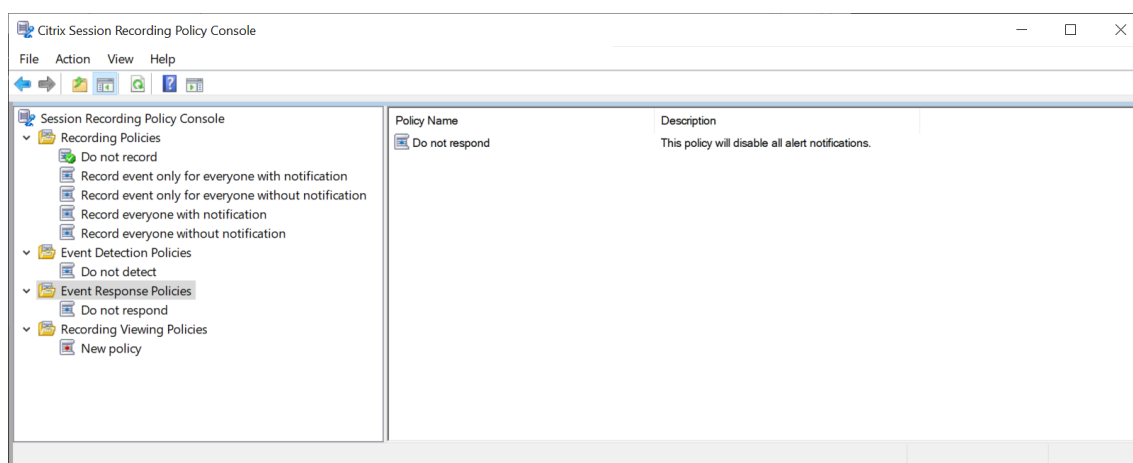 Citrix Session Recording Policy Console
File Action View Help
Session Recording Policy Console
Recording Policies
Do not record
Record event only for everyone with notification
Record event only for everyone without notification
Record everyone with notification
Record everyone without notification
Event Detection Policies
Do not detect
Event Response Policies
Do not respond
Recording Viewing Policies
New policy
Policy Name Description
Do not respond This policy will disable all alert notifications.